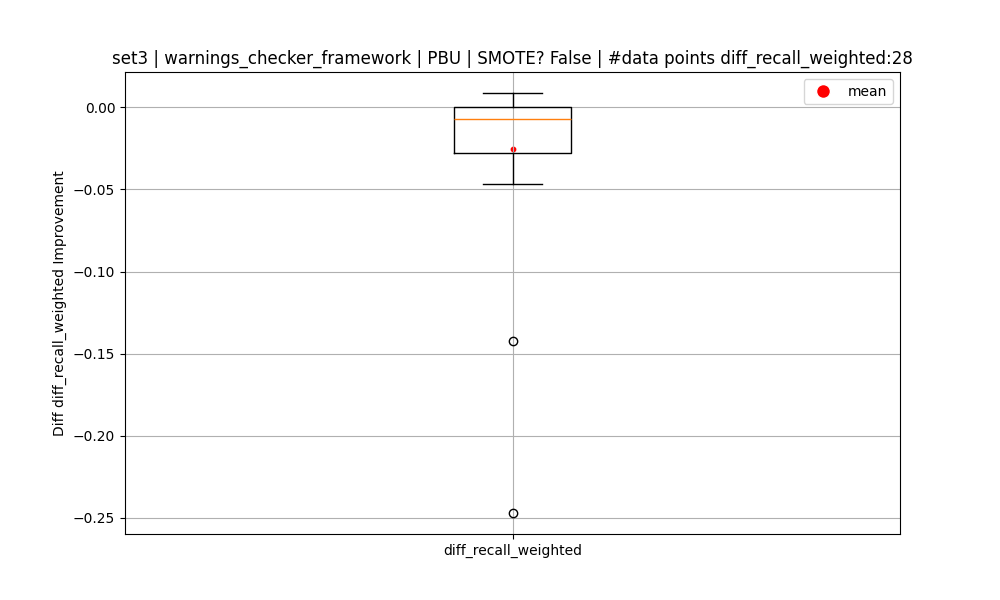 set3 | warnings_checker_framework | PBU | SMOTE? False | #data points diff_recall_weighted:28
mean
0.00
−0.05
−0.10
−0.15
−0.20
−0.25
Diff diff_recall_weighted Improvement
diff_recall_weighted